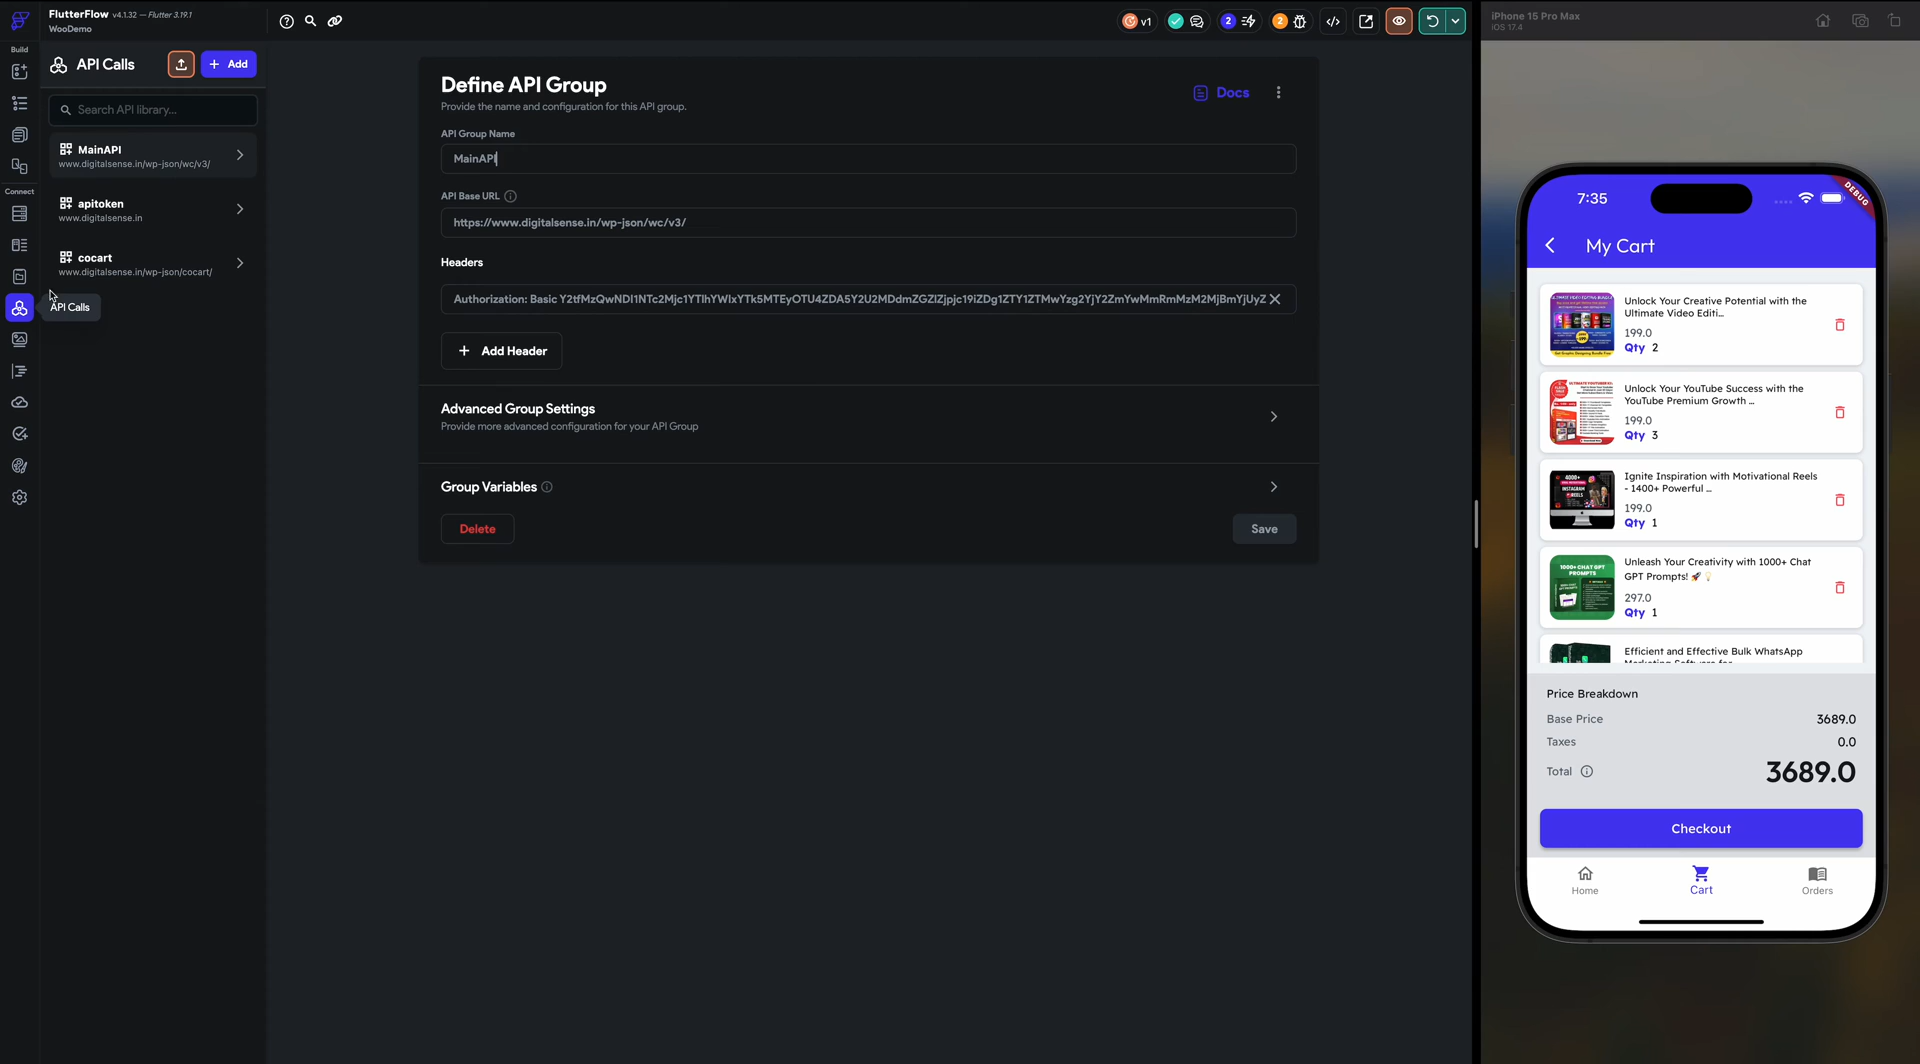 FlutterFlow v4.1.32 — Flutter 3.19.1
WooDemo
v1
2
2
Build
API Calls
Add
Search API library...
MainAPI
www.digitalsense.in/wp-json/wc/v3/
Connect
apitoken
www.digitalsense.in
cocart
www.digitalsense.in/wp-json/cocart/
API Calls
Define API Group
Provide the name and configuration for this API group.
Docs
API Group Name
MainAPI
API Base URL
https://www.digitalsense.in/wp-json/wc/v3/
Headers
Add Header
Advanced Group Settings
Provide more advanced configuration for your API Group
Group Variables
Delete
Save
iPhone 15 Pro Max
iOS 17.4
7:35
DEBUG
My Cart
Unlock Your Creative Potential with the
Ultimate Video Editi...
199.0
Qty 2
Unlock Your YouTube Success with the
YouTube Premium Growth ...
199.0
Qty 3
Ignite Inspiration with Motivational Reels
- 1400+ Powerful ...
199.0
Qty 1
1000+ CHAT GPT
PROMPTS
Unleash Your Creativity with 1000+ Chat
GPT Prompts! 🚀 💡
297.0
Qty 1
Efficient and Effective Bulk WhatsApp
Marketing Software for
Price Breakdown
Base Price 3689.0
Taxes 0.0
Total 3689.0
Checkout
Home
Cart
Orders